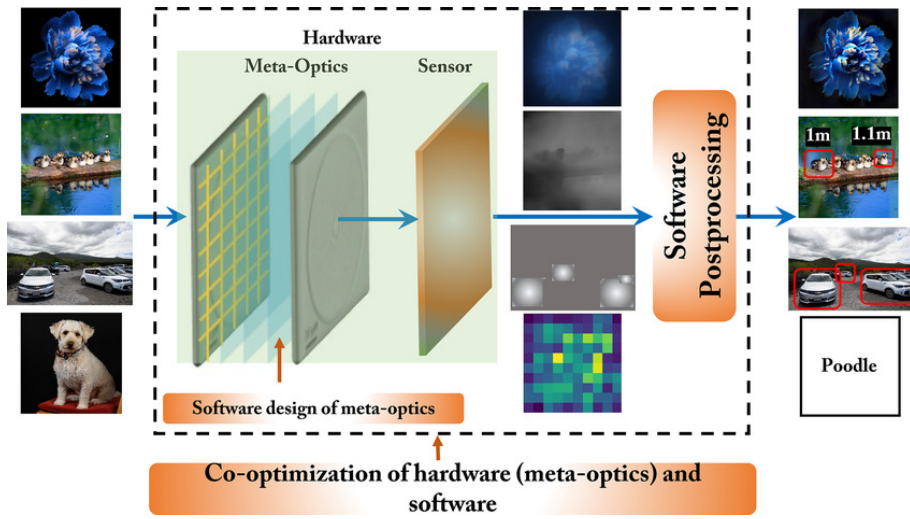 Hardware
Meta-Optics
Sensor
Software
Postprocessing
1m
1.1m
Poodle
Software design of meta-optics
Co-optimization of hardware (meta-optics) and
software